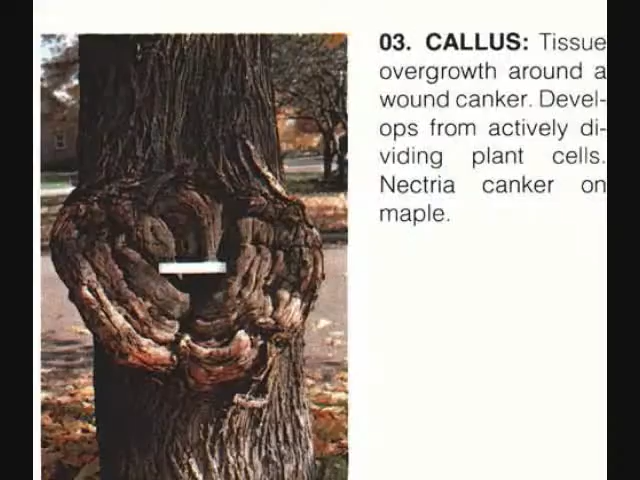 03. CALLUS: Tissue
overgrowth around a
wound canker. Devel-
ops from actively di-
viding plant cells.
Nectria canker on
maple.